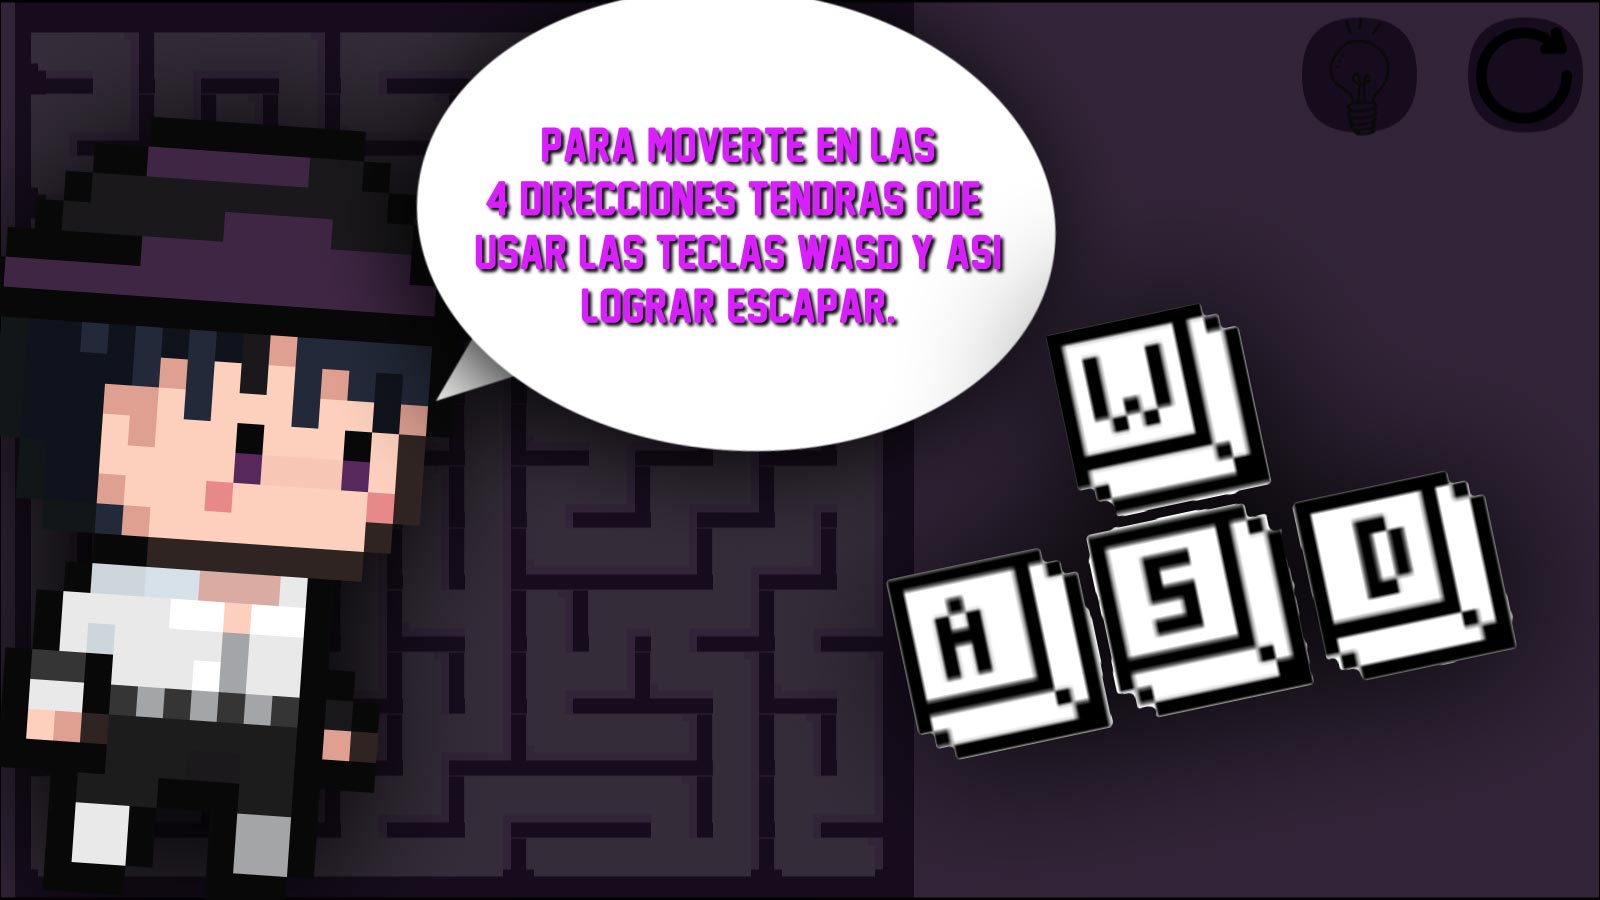 PARA MOVERTE EN LAS
4 DIRECCIONES TENDRAS QUE
USAR LAS TECLAS WASD Y ASI
LOGRAR ESCAPAR.
W
A S D